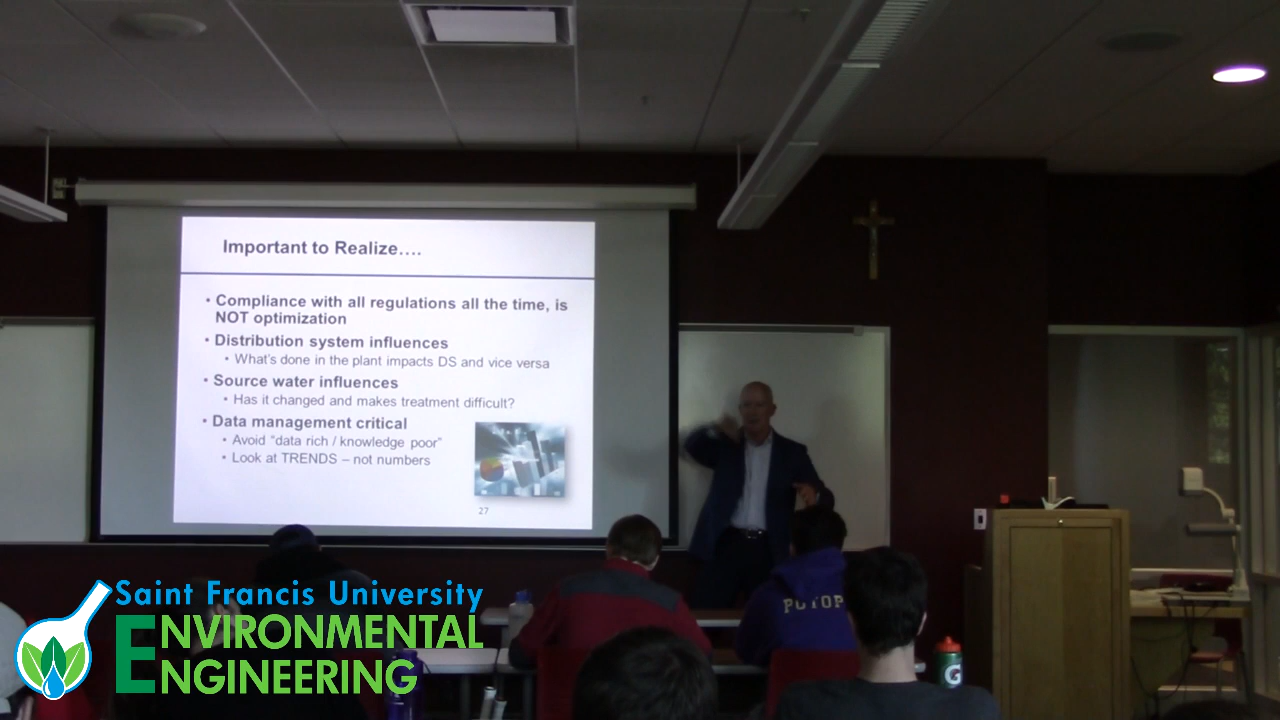 Important to Realize….
• Compliance with all regulations all the time, is
NOT optimization
• Distribution system influences
• What's done in the plant impacts DS and vice versa
• Source water influences
• Has it changed and makes treatment difficult?
• Data management critical
• Avoid "data rich / knowledge poor"
• Look at TRENDS – not numbers
27
POTOP
G
Saint Francis University
ENVIRONMENTAL
ENGINEERING